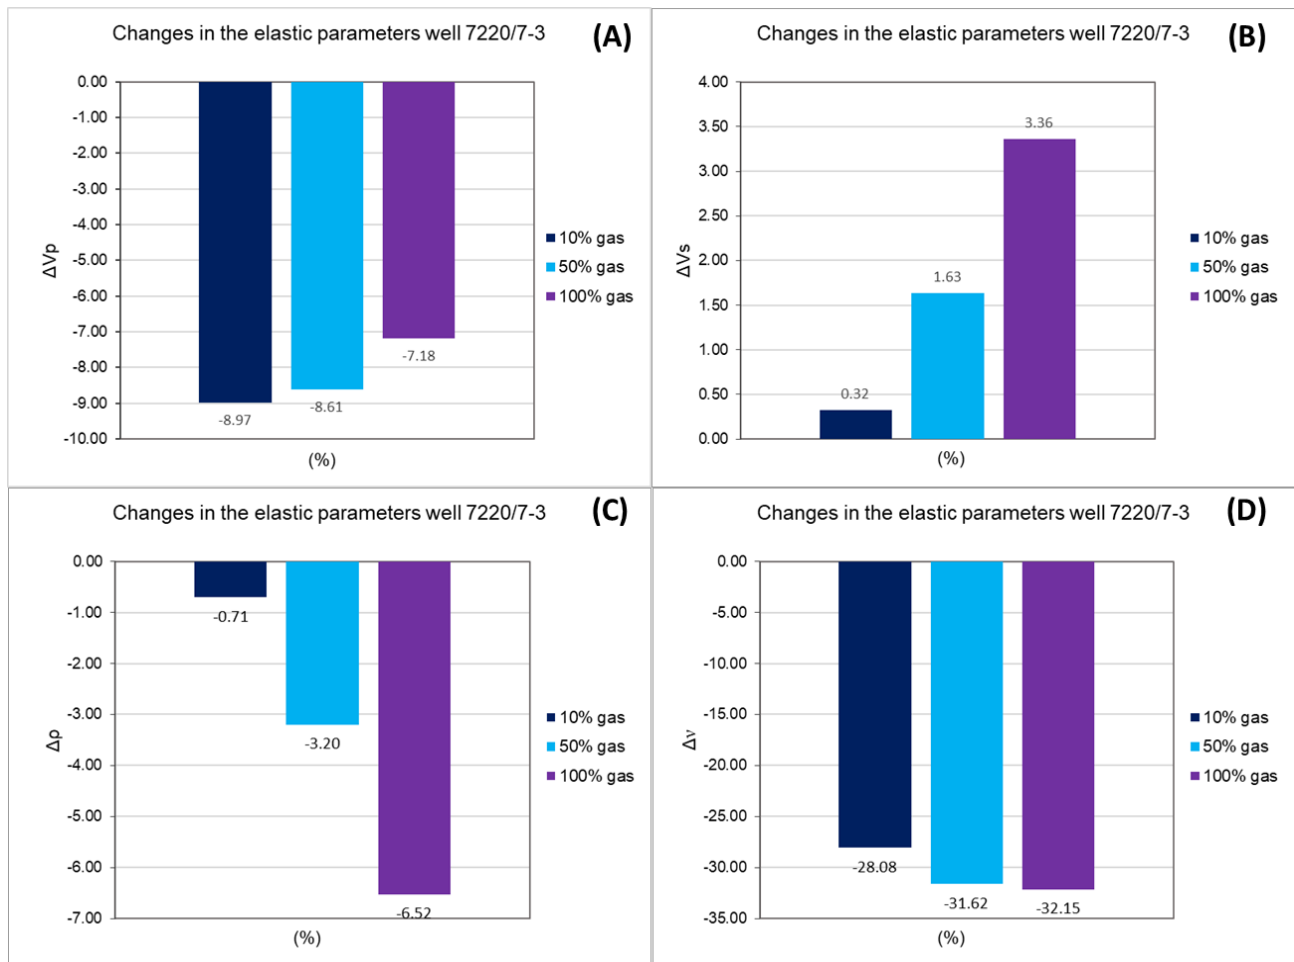 Changes in the elastic parameters well 7220/7-3 (A)
0.00
-1.00
-2.00
-3.00
-4.00
-5.00
-6.00
-7.00
-8.00
-9.00
-10.00
ΔVp
-8.97
-8.61
-7.18
(%)
10% gas
50% gas
100% gas
Changes in the elastic parameters well 7220/7-3 (B)
4.00
3.50
3.00
2.50
2.00
1.50
1.00
0.50
0.00
ΔVs
0.32
1.63
3.36
(%)
10% gas
50% gas
100% gas
Changes in the elastic parameters well 7220/7-3 (C)
0.00
-1.00
-2.00
-3.00
-4.00
-5.00
-6.00
-7.00
Δρ
-0.71
-3.20
-6.52
(%)
10% gas
50% gas
100% gas
Changes in the elastic parameters well 7220/7-3 (D)
0.00
-5.00
-10.00
-15.00
-20.00
-25.00
-30.00
-35.00
Δν
-28.08
-31.62
-32.15
(%)
10% gas
50% gas
100% gas